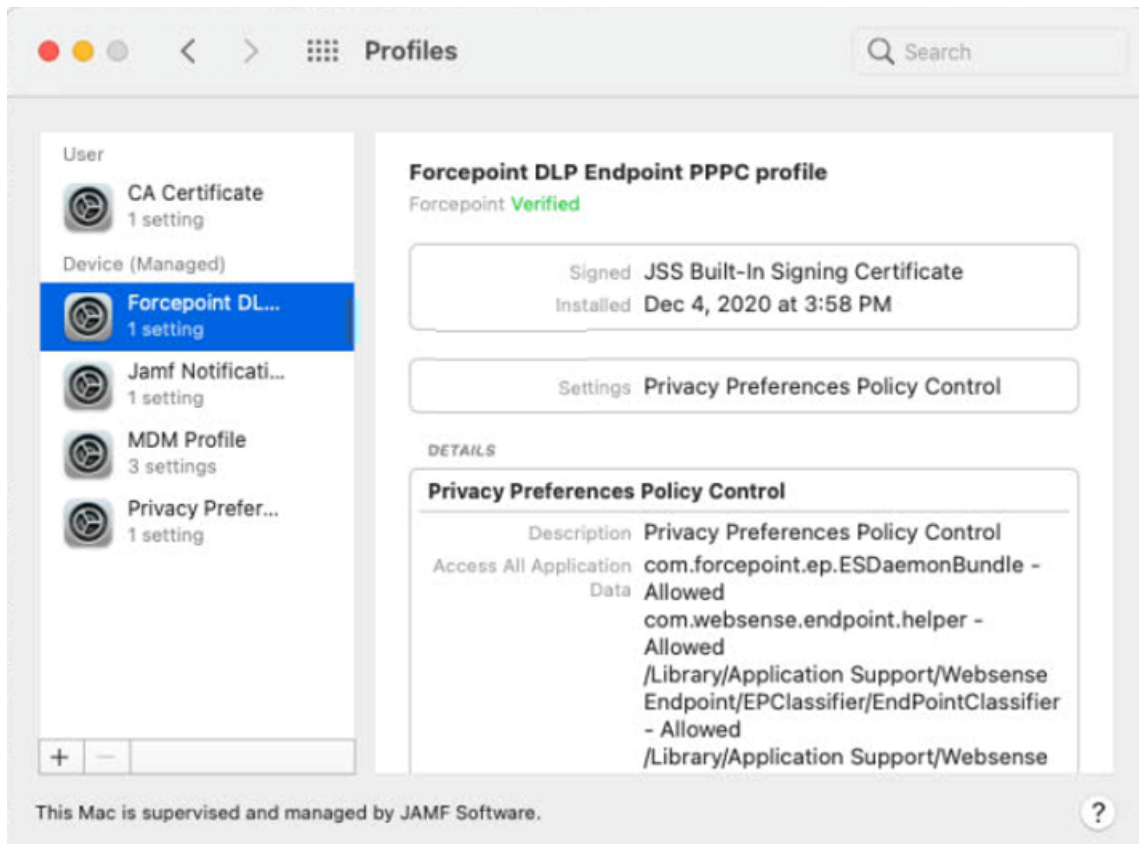 Profiles
Search
User
CA Certificate
1 setting
Device (Managed)
Forcepoint DL...
1 setting
Jamf Notificati...
1 setting
MDM Profile
3 settings
Privacy Prefer...
1 setting
+ −
Forcepoint DLP Endpoint PPPC profile
Forcepoint Verified
Signed JSS Built-In Signing Certificate
Installed Dec 4, 2020 at 3:58 PM
Settings Privacy Preferences Policy Control
DETAILS
Privacy Preferences Policy Control
Description Privacy Preferences Policy Control
Access All Application com.forcepoint.ep.ESDaemonBundle -
Data Allowed
com.websense.endpoint.helper -
Allowed
/Library/Application Support/Websense
Endpoint/EPClassifier/EndPointClassifier
- Allowed
/Library/Application Support/Websense
This Mac is supervised and managed by JAMF Software.
?